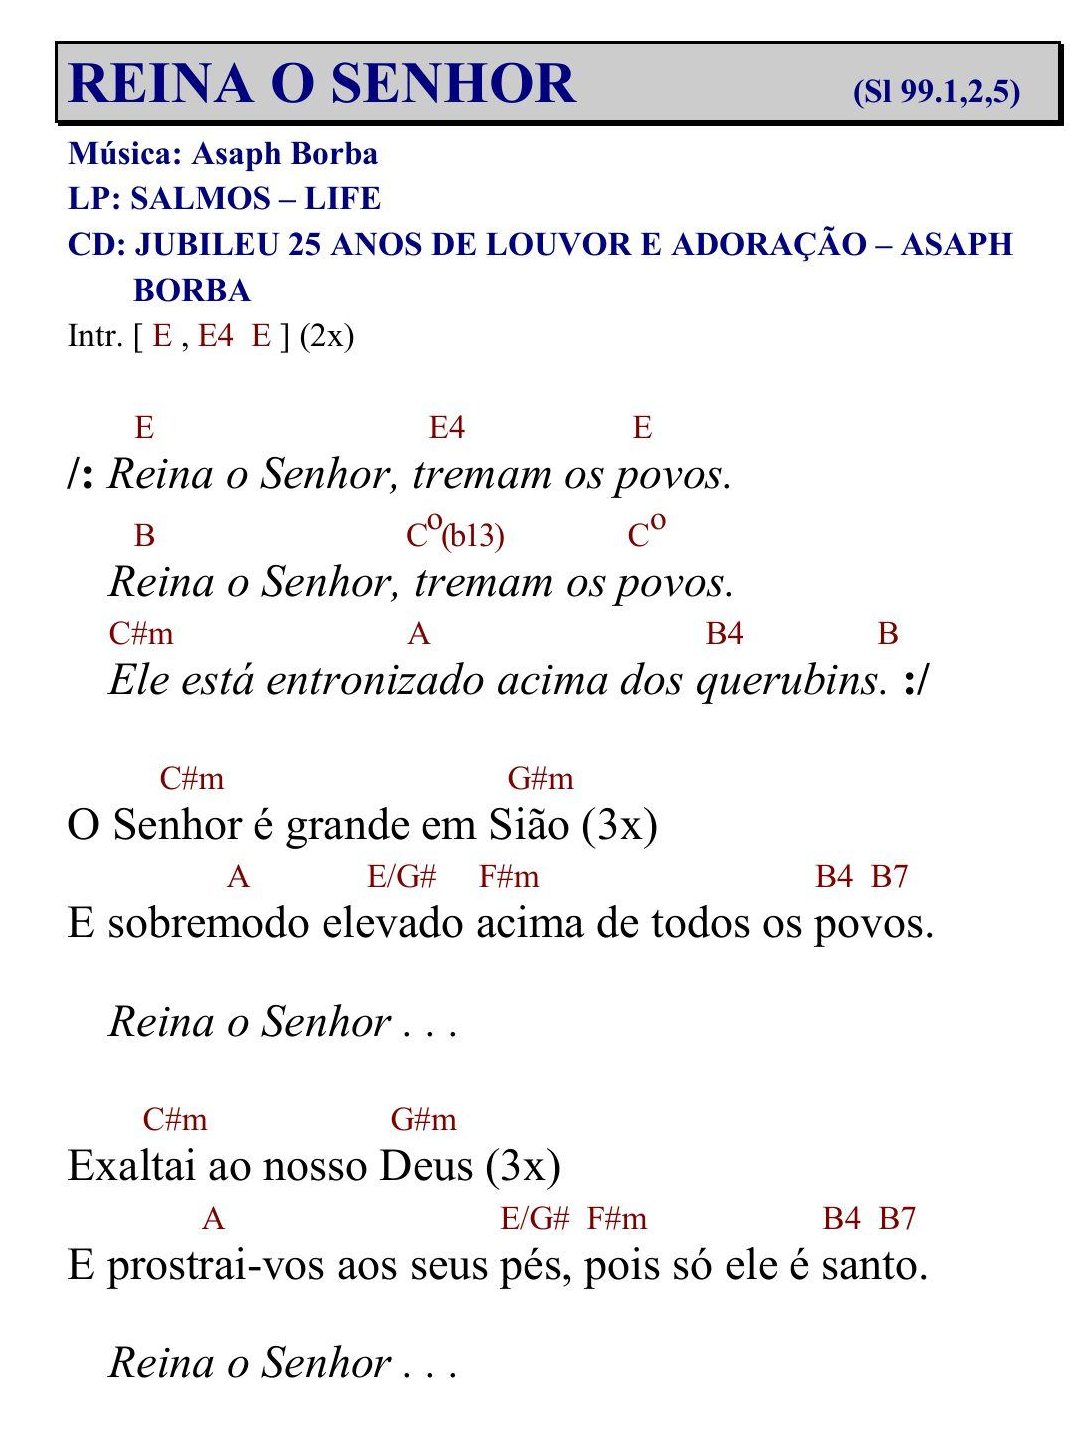 REINA O SENHOR (Sl 99.1,2,5)
Música: Asaph Borba
LP: SALMOS – LIFE
CD: JUBILEU 25 ANOS DE LOUVOR E ADORAÇÃO – ASAPH
BORBA
Intr. [ E , E4 E ] (2x)
E E4 E
/: Reina o Senhor, tremam os povos.
B Cº(b13) Cº
Reina o Senhor, tremam os povos.
C#m A B4 B
Ele está entronizado acima dos querubins. :/
C#m G#m
O Senhor é grande em Sião (3x)
A E/G# F#m B4 B7
E sobremodo elevado acima de todos os povos.
Reina o Senhor . . .
C#m G#m
Exaltai ao nosso Deus (3x)
A E/G# F#m B4 B7
E prostrai-vos aos seus pés, pois só ele é santo.
Reina o Senhor . . .